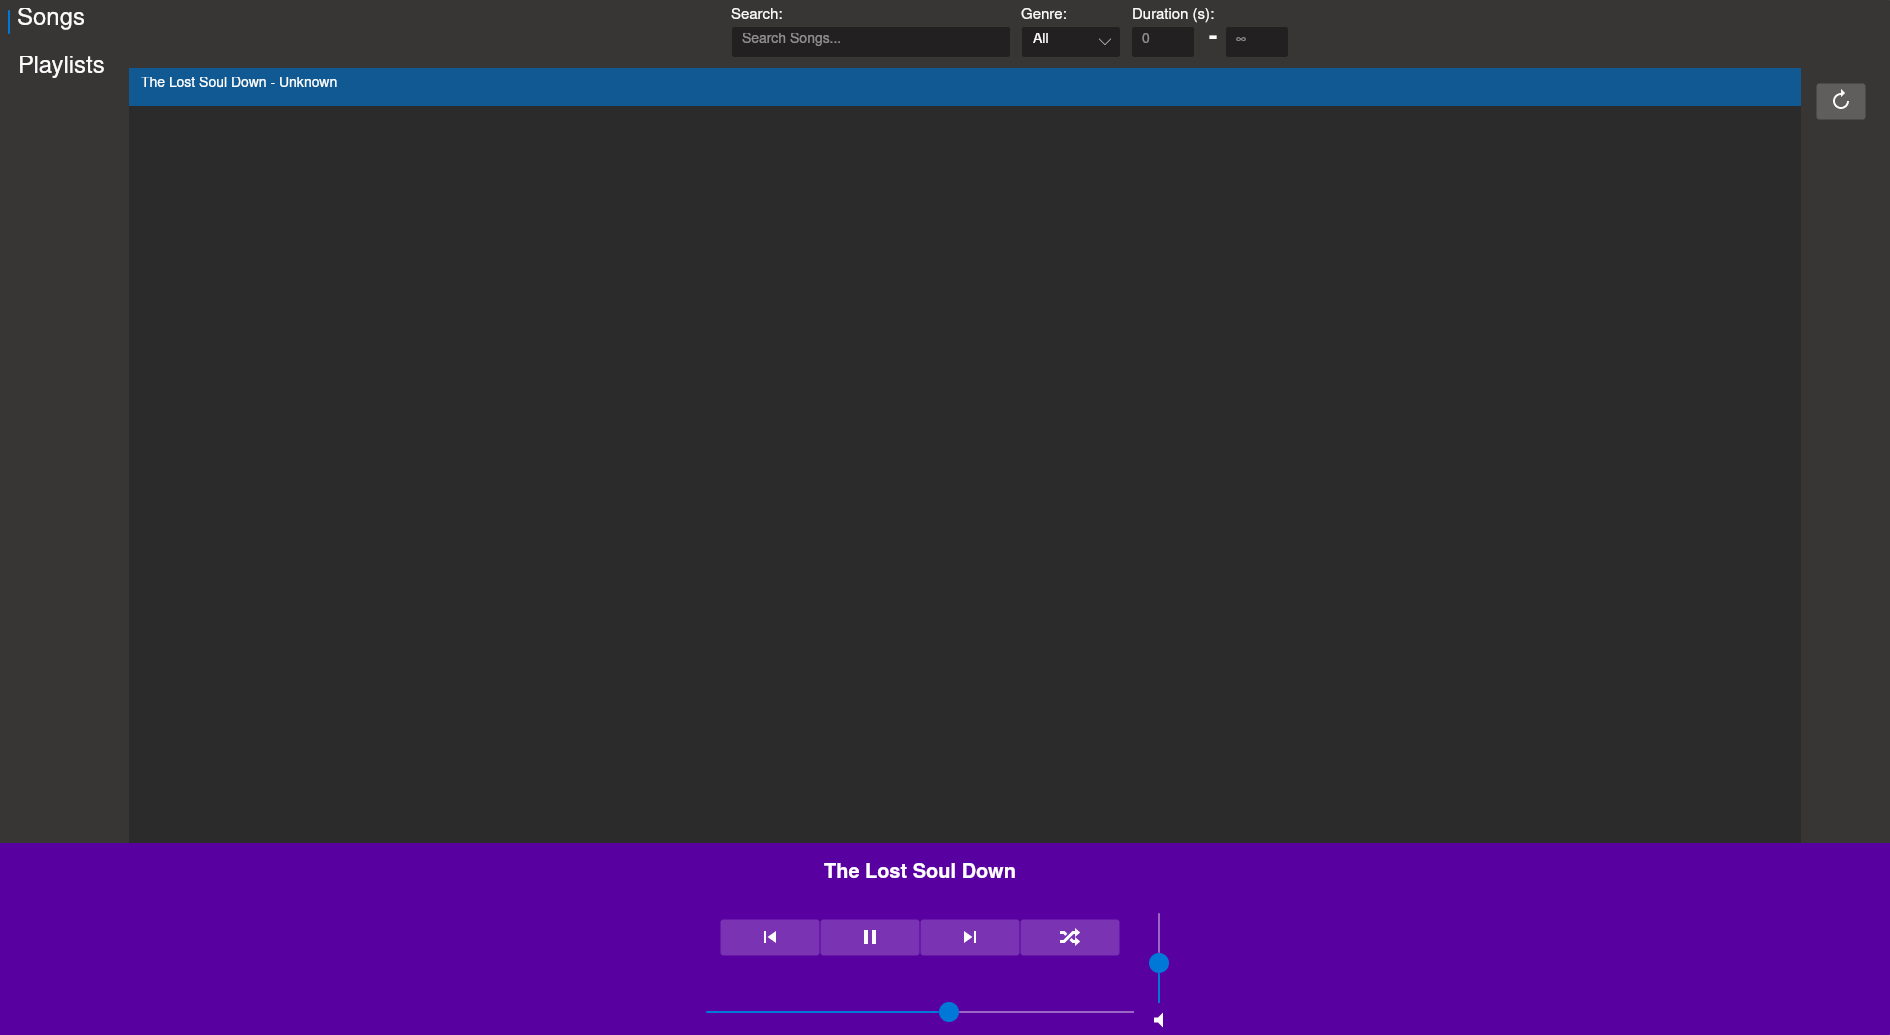 Songs
Playlists
Search:
Search Songs...
Genre:
All
Duration (s):
0
-
∞
The Lost Soul Down - Unknown
The Lost Soul Down